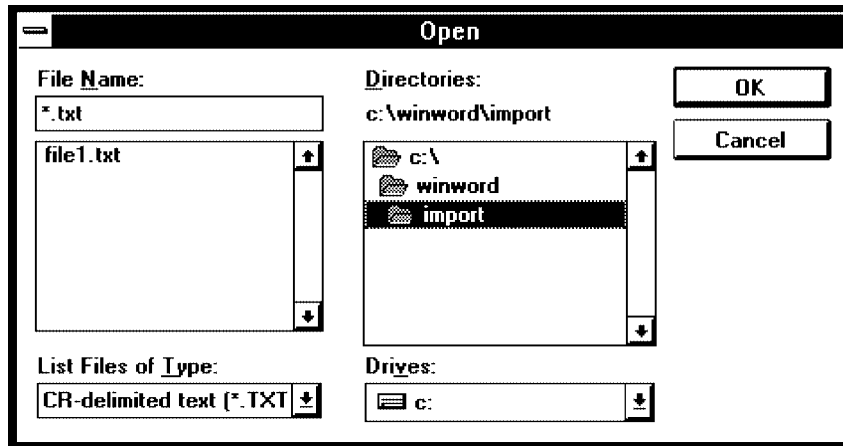 Open
File Name:
*.txt
file1.txt
List Files of Type:
CR-delimited text (*.TXT
Directories:
c:\winword\import
c:\
winword
import
Drives:
c:
OK
Cancel